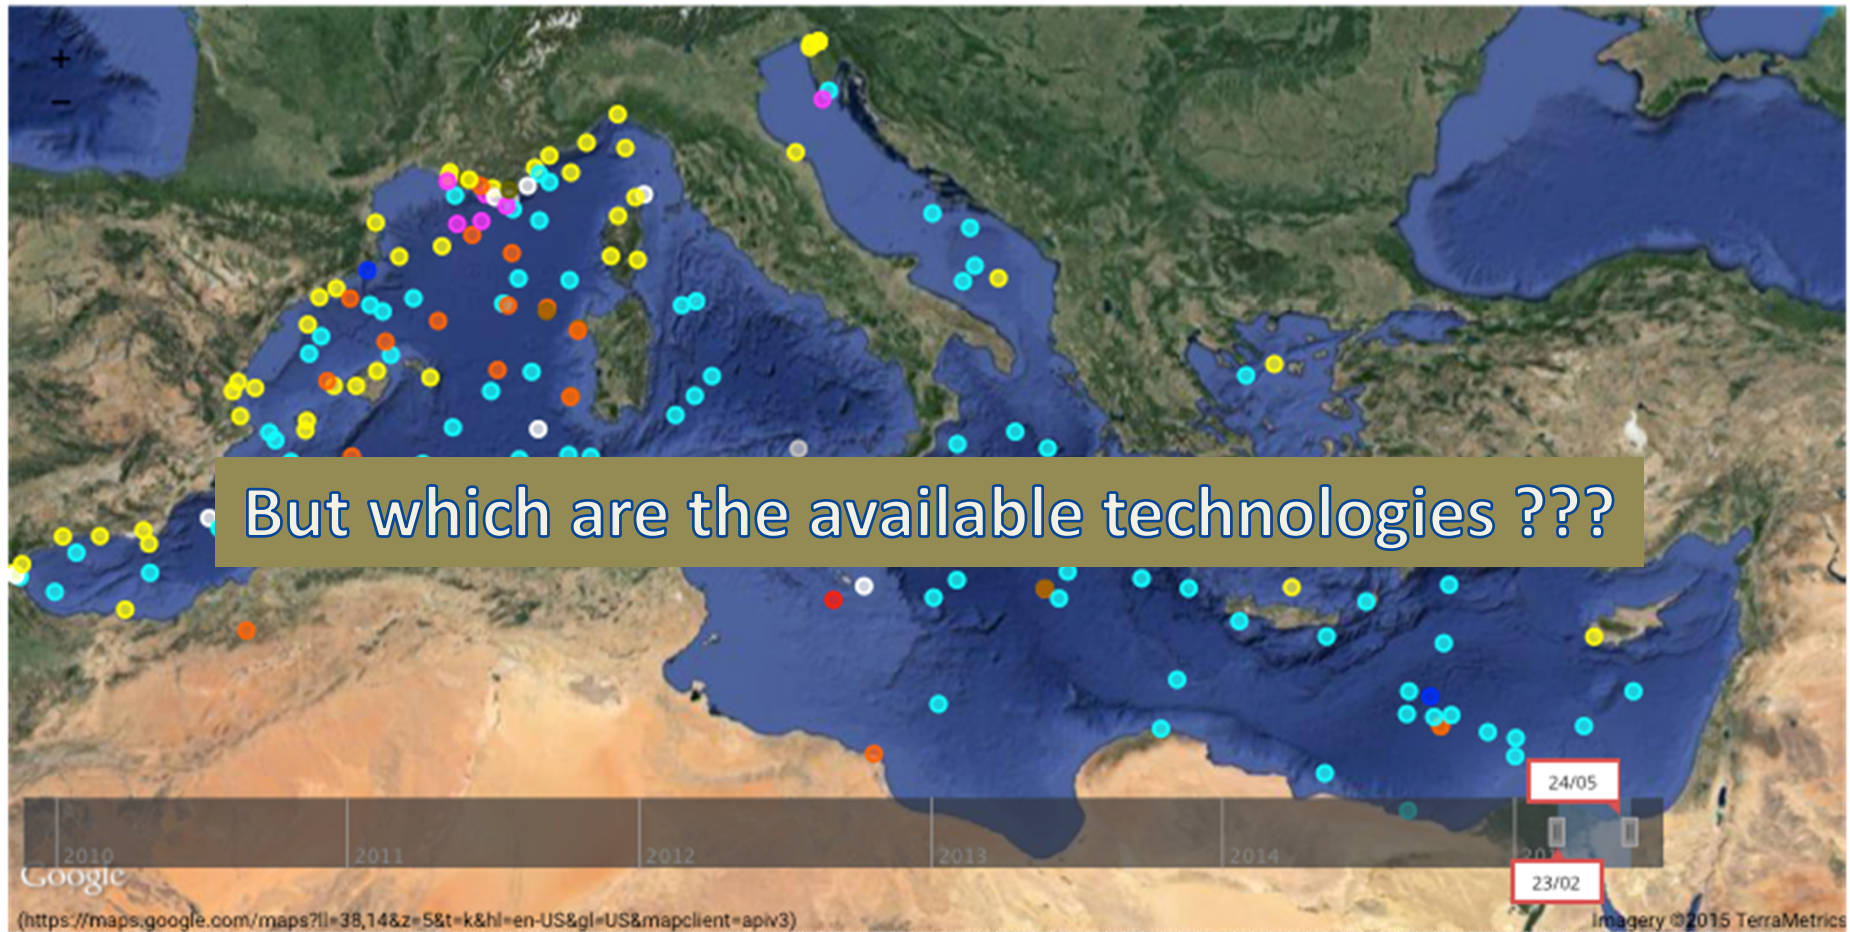 +
−
But which are the available technologies ???
24/05
2010
2011
2012
2013
2014
Google
23/02
(https://maps.google.com/maps?ll=38,14&z=5&t=k&hl=en-US&gl=US&mapclient=apiv3)
Imagery ©2015 TerraMetrics